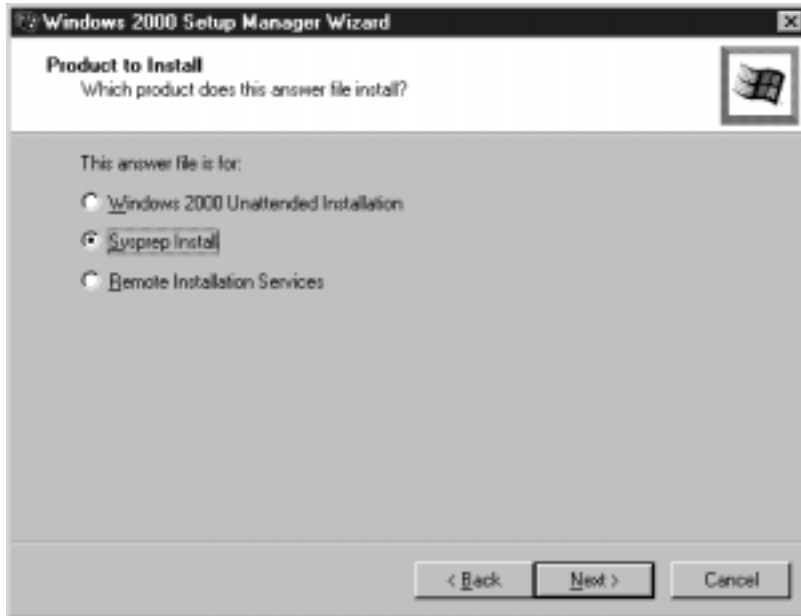 Windows 2000 Setup Manager Wizard
Product to Install
Which product does this answer file install?
This answer file is for:
Windows 2000 Unattended Installation
Sysprep Install
Remote Installation Services
< Back
Next >
Cancel